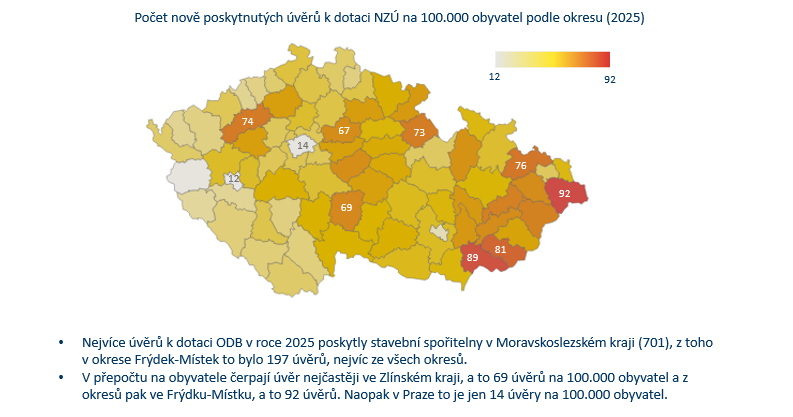 Počet nově poskytnutých úvěrů k dotaci NZÚ na 100.000 obyvatel podle okresu (2025)
12
92
74
67
73
14
76
12
92
69
81
89
• Nejvíce úvěrů k dotaci ODB v roce 2025 poskytly stavební spořitelny v Moravskoslezském kraji (701), z toho
v okrese Frýdek-Místek to bylo 197 úvěrů, nejvíc ze všech okresů.
• V přepočtu na obyvatele čerpají úvěr nejčastěji ve Zlínském kraji, a to 69 úvěrů na 100.000 obyvatel a z
okresů pak ve Frýdku-Místku, a to 92 úvěrů. Naopak v Praze to je jen 14 úvěry na 100.000 obyvatel.